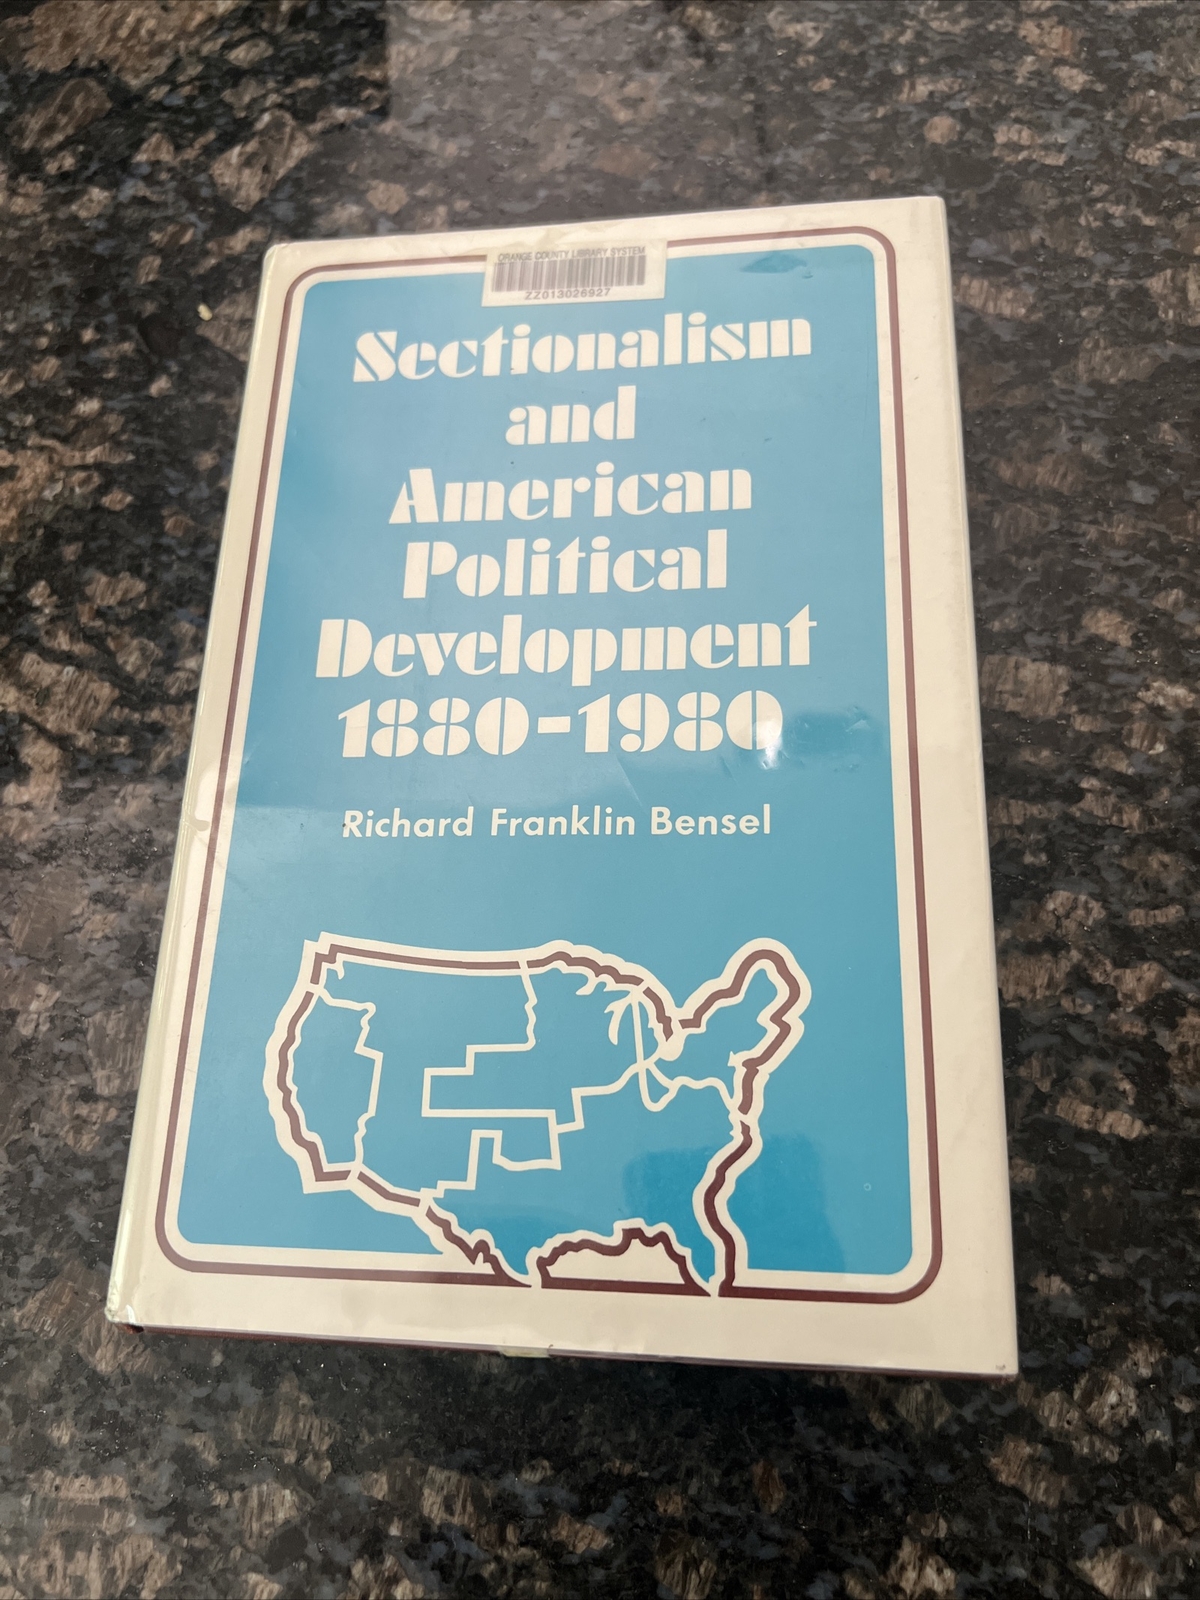 ORANGE COUNTY LIBRARY SYSTEM
ZZ013026927
Sectionalism
and
American
Political
Development
1880-1980
Richard Franklin Bensel